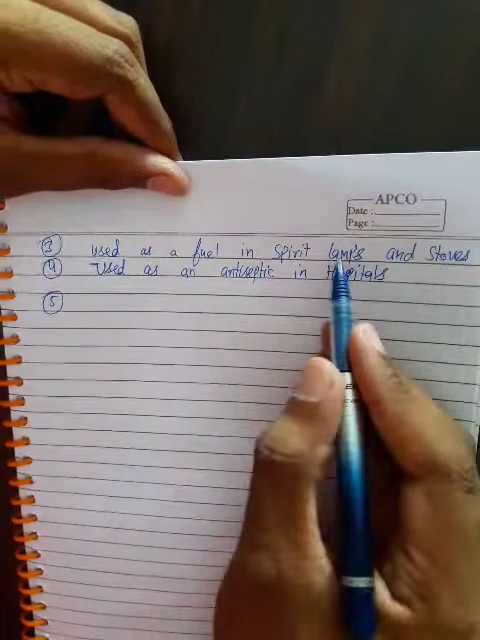 APCO
Date :
Page :
③ used as a fuel in Spirit lamps and Stoves
④ Used as an antiseptic in Hospitals
⑤